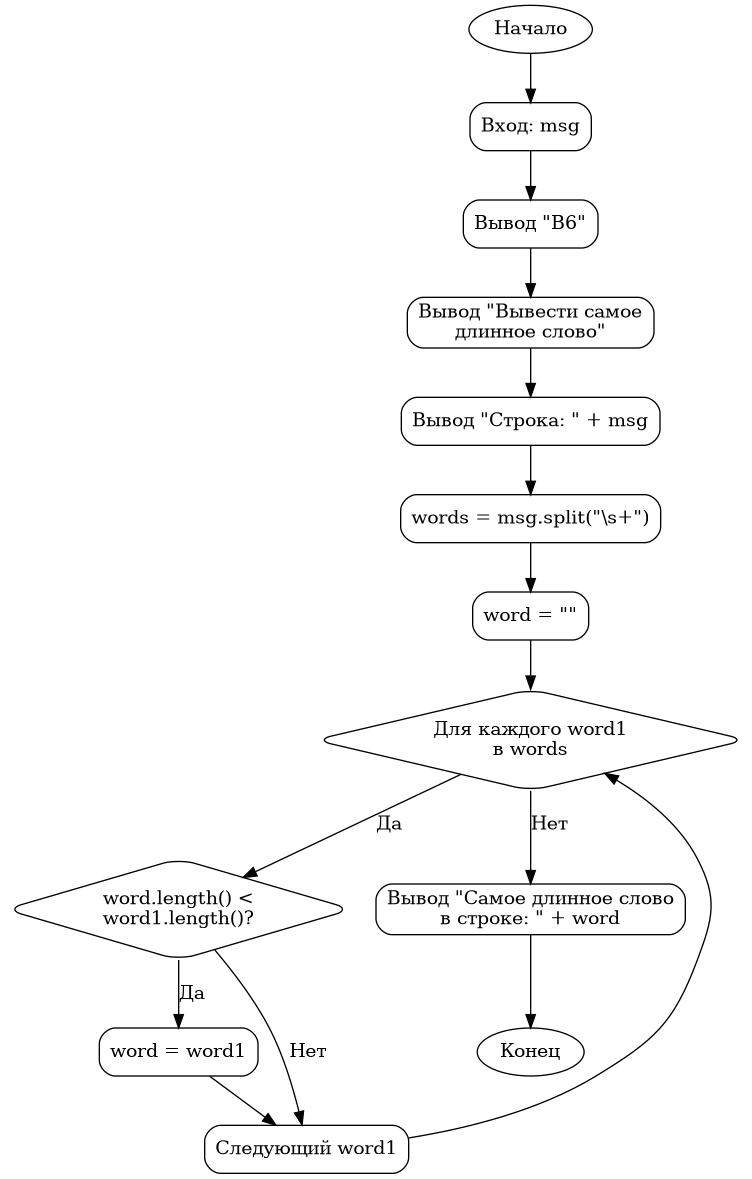 Начало
Вход: msg
Вывод "В6"
Вывод "Вывести самое
длинное слово"
Вывод "Строка: " + msg
words = msg.split("\s+")
word = ""
Для каждого word1
в words
Да
Нет
word.length() <
word1.length()?
Вывод "Самое длинное слово
в строке: " + word
Да
word = word1
Нет
Конец
Следующий word1